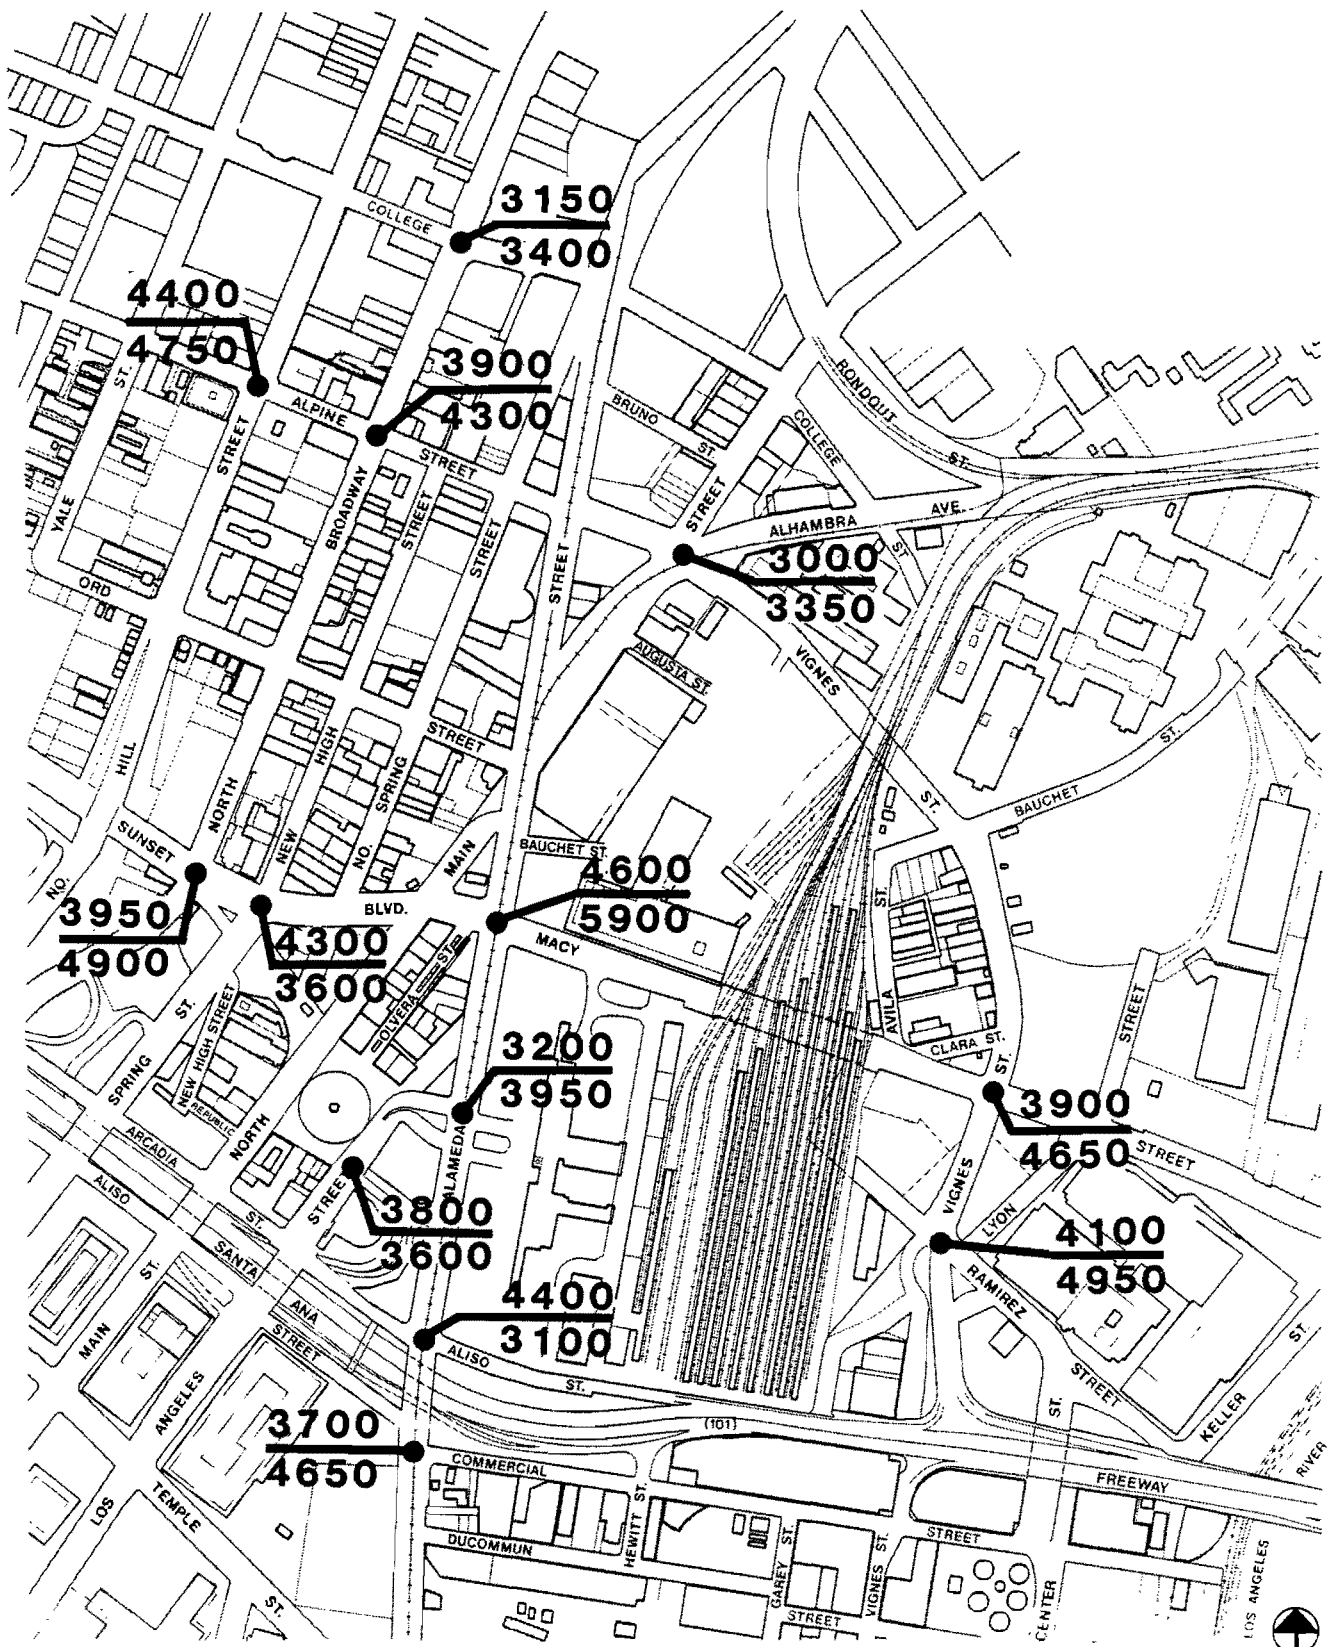 COLLEGE
3150
3400
4400
4750
ST.
3900
4300
ALPINE
STREET
STREET
BRUNO
ST.
RONDOUT
ST.
COLLEGE
ST.
STREET
ALHAMBRA
AVE.
YALE
BROADWAY
STREET
STREET
STREET
3000
3350
ORD
AUGUSTA ST.
VIGNES
ST.
HILL
NORTH
HIGH
NEW
SPRING
NO.
STREET
ST.
BAUCHET
SUNSET
NO.
MAIN
BAUCHET ST.
4600
5900
BLVD.
MACY
ST.
3950
4900
4300
3600
OLVERA
ST.
AVILA
CLARA ST.
STREET
ST.
NEW HIGH STREET
SPRING
REPUBLIC
NORTH
3200
3950
ALAMEDA
3900
4650
STREET
ARCADIA
ALISO
ST.
STREET
3800
3600
VIGNES
LYON
4100
4950
RAMIREZ
STREET
SANTA
ANA
STREET
4400
3100
ALISO
ST.
ST.
MAIN
ANGELES
LOS
3700
4650
(101)
ST.
KELLER
ST.
RIVER
COMMERCIAL
FREEWAY
TEMPLE
ST.
HEWITT
ST.
DUCOMMUN
STREET
GAREY
ST.
VIGNES
ST.
STREET
CENTER
LOS ANGELES